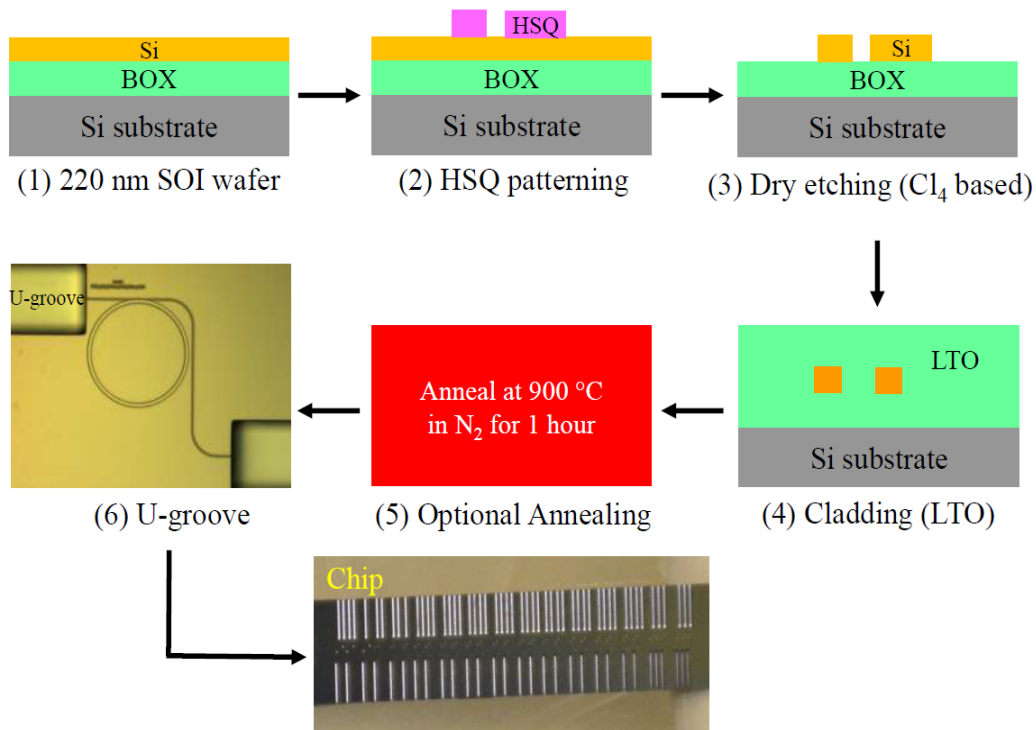 Si
BOX
Si substrate
(1) 220 nm SOI wafer
HSQ
BOX
Si substrate
(2) HSQ patterning
Si
BOX
Si substrate
(3) Dry etching (Cl₄ based)
LTO
Si substrate
(4) Cladding (LTO)
Anneal at 900 °C
in N₂ for 1 hour
(5) Optional Annealing
U-groove
(6) U-groove
Chip